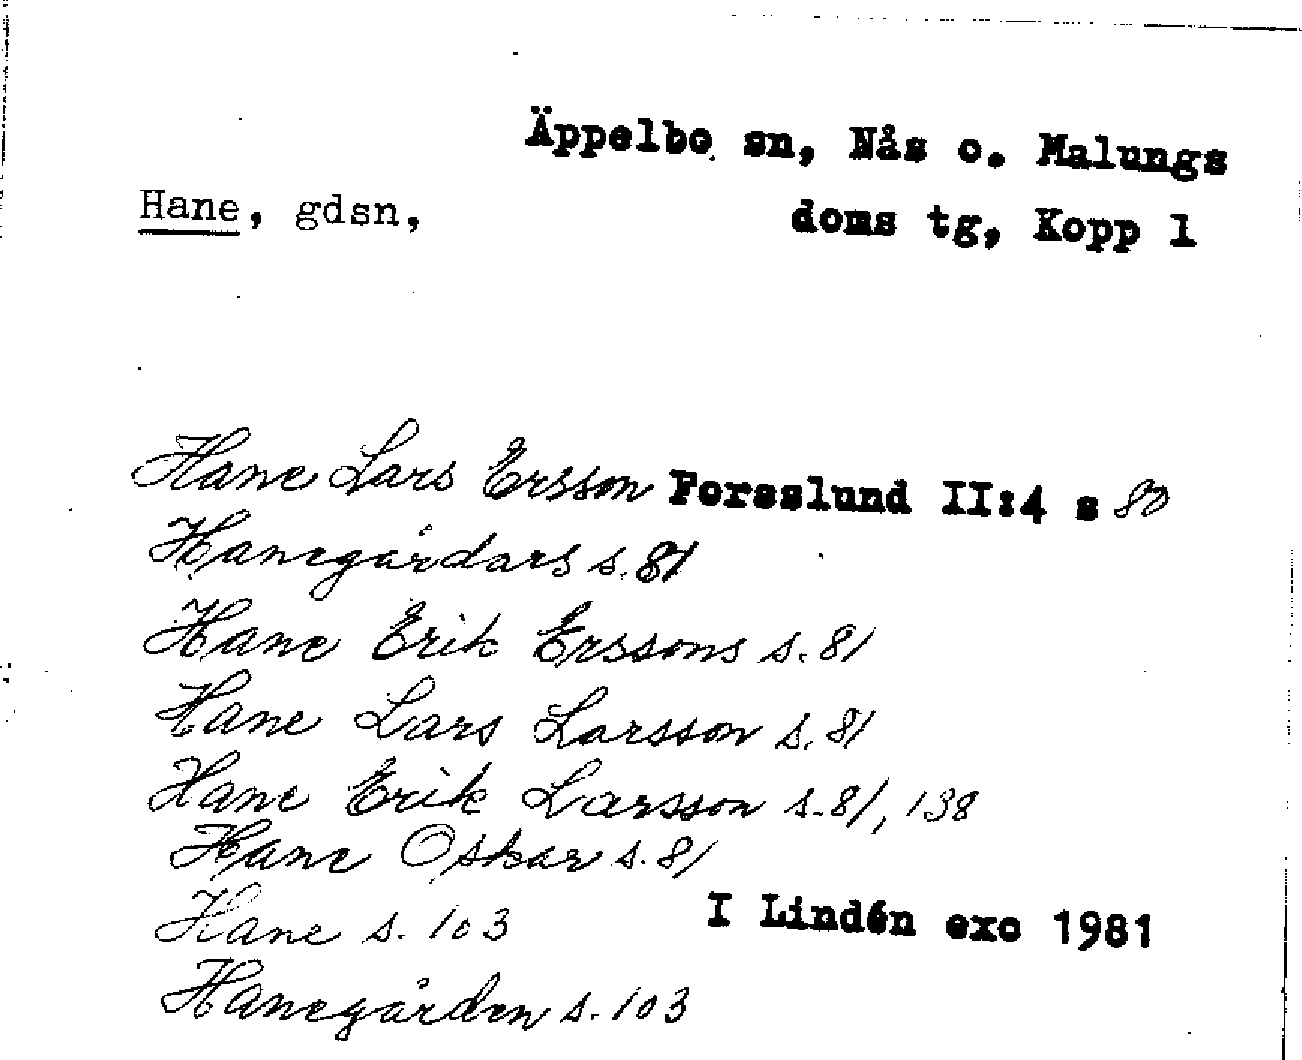 Äppelbo sn, Nås o. Malungs
Hane, gdsn,
doms tg, Kopp l
Hane Lars Ersson Forsslund II:4 s 80
Hanegårdars s. 81
Hane Erik Erssons s. 81
Hane Lars Larsson s. 81
Hane Erik Larsson s. 81, 138
Hane Oskar s. 81
Hane s. 103
I Lindén exc 1981
Hanegården s. 103